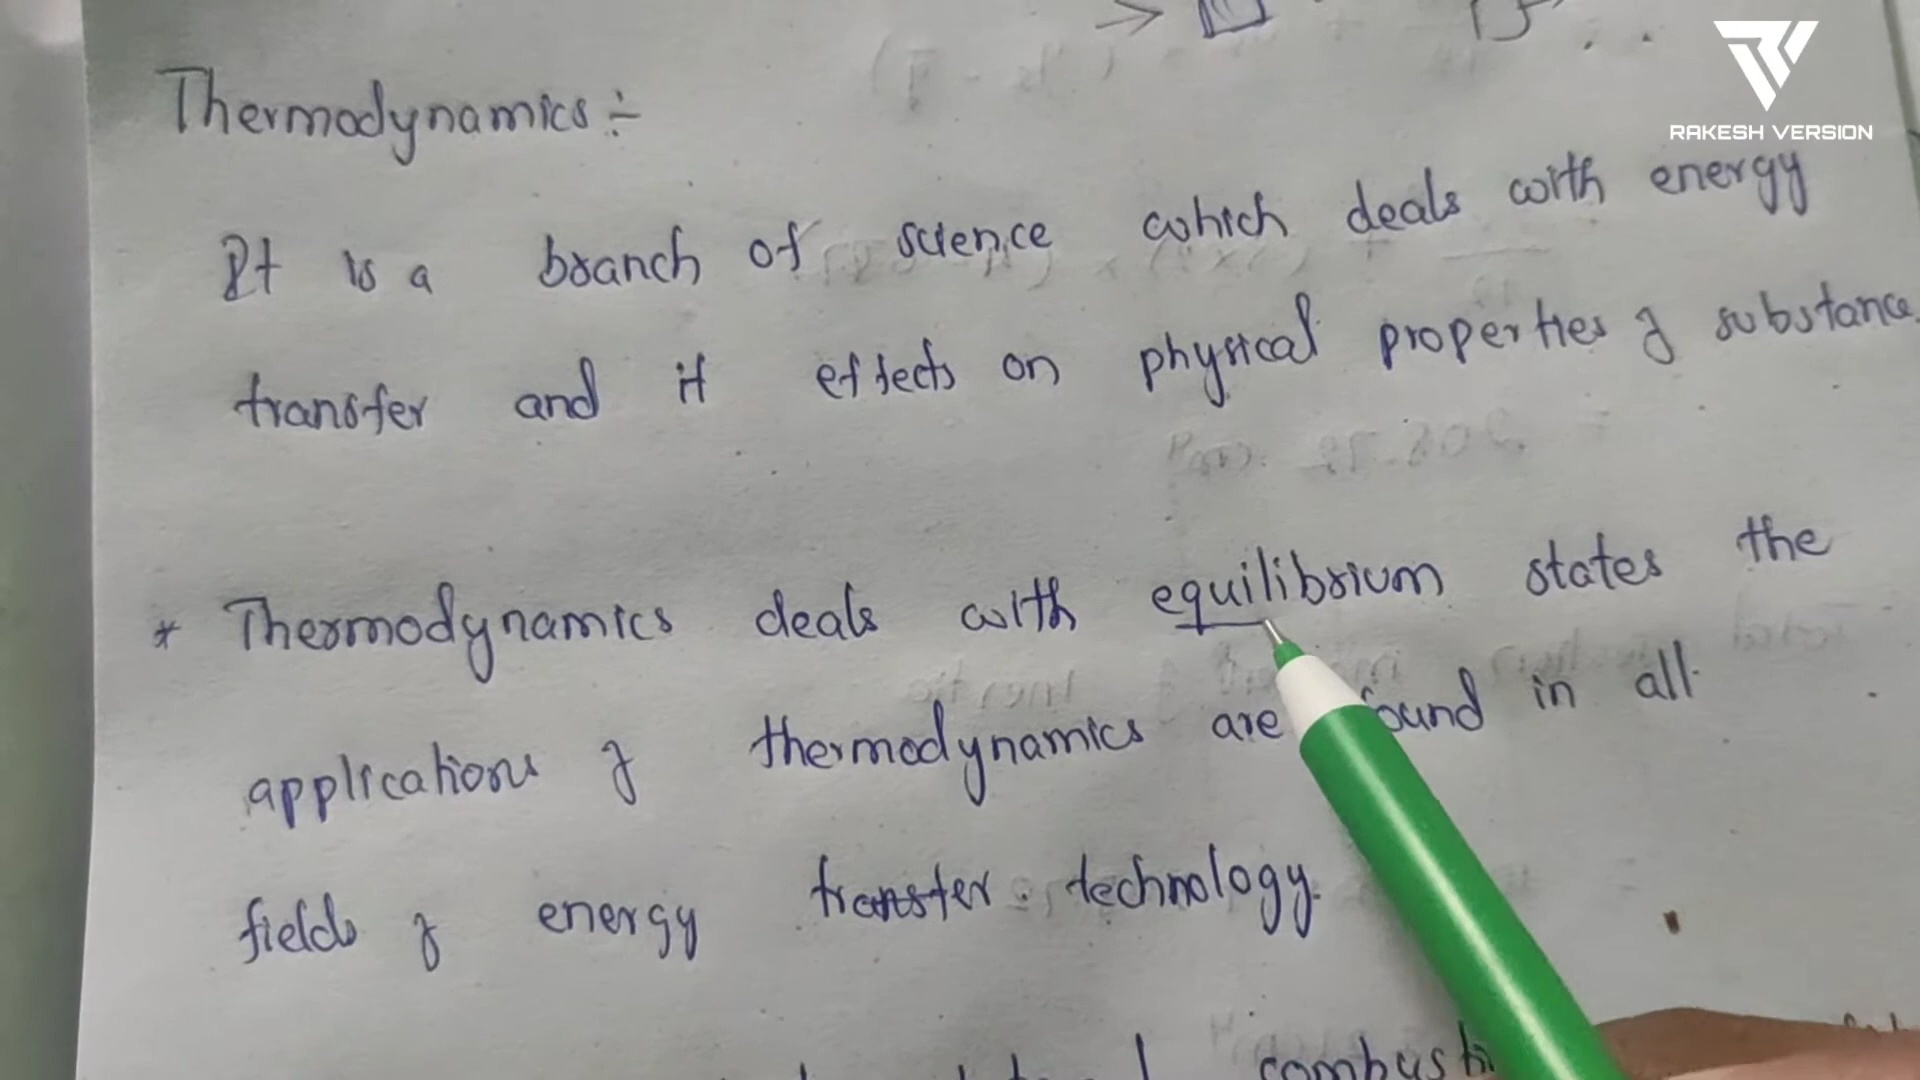 RAKESH VERSION
Thermodynamics :-
It is a branch of science which deals with energy
transfer and it effects on physical properties of substance.
* Thermodynamics deals with equilibrium states the
applications of thermodynamics are found in all
fields of energy transfer technology.
combusti